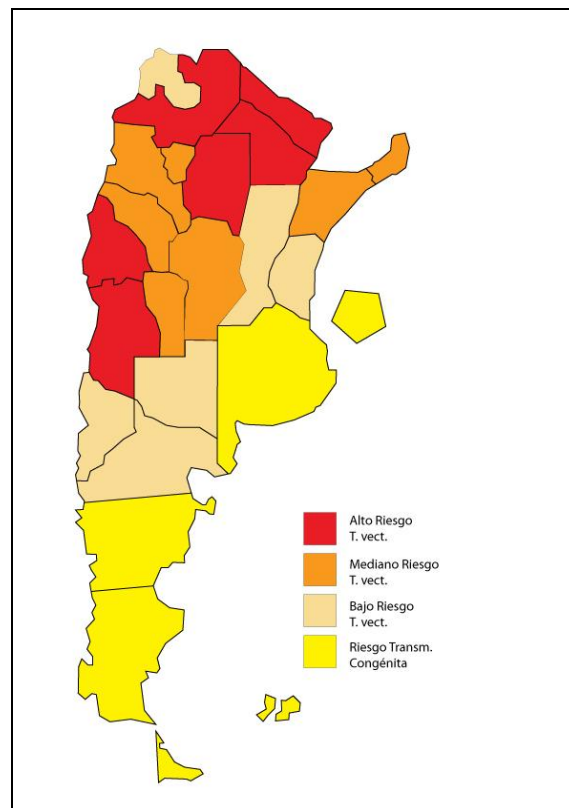 Alto Riesgo
T. vect.
Mediano Riesgo
T. vect.
Bajo Riesgo
T. vect.
Riesgo Transm.
Congénita